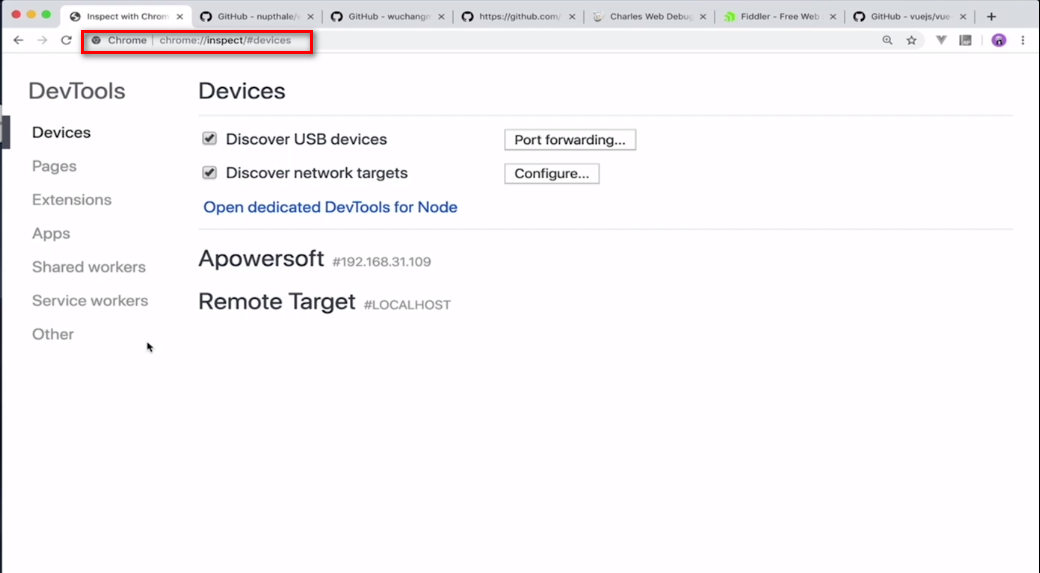 Inspect with Chrom
GitHub - nupthale/
GitHub - wuchangm
https://github.com/
Charles Web Debug
Fiddler - Free Web
GitHub - vuejs/vue-
Chrome | chrome://inspect/#devices
DevTools
Devices
Pages
Extensions
Apps
Shared workers
Service workers
Other
Devices
Discover USB devices
Port forwarding...
Discover network targets
Configure...
Open dedicated DevTools for Node
Apowersoft #192.168.31.109
Remote Target #LOCALHOST